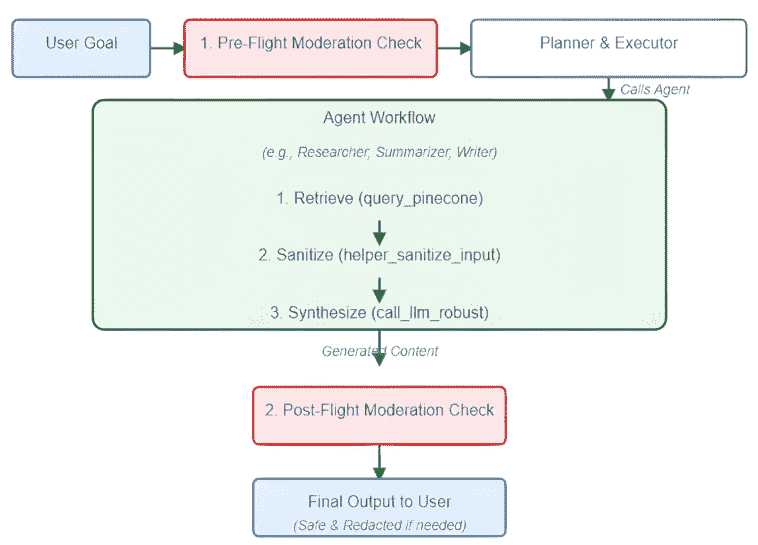 User Goal
1. Pre-Flight Moderation Check
Planner & Executor
Calls Agent
Agent Workflow
(e.g., Researcher, Summarizer, Writer)
1. Retrieve (query_pinecone)
2. Sanitize (helper_sanitize_input)
3. Synthesize (call_llm_robust)
Generated Content
2. Post-Flight Moderation Check
Final Output to User
(Safe & Redacted if needed)